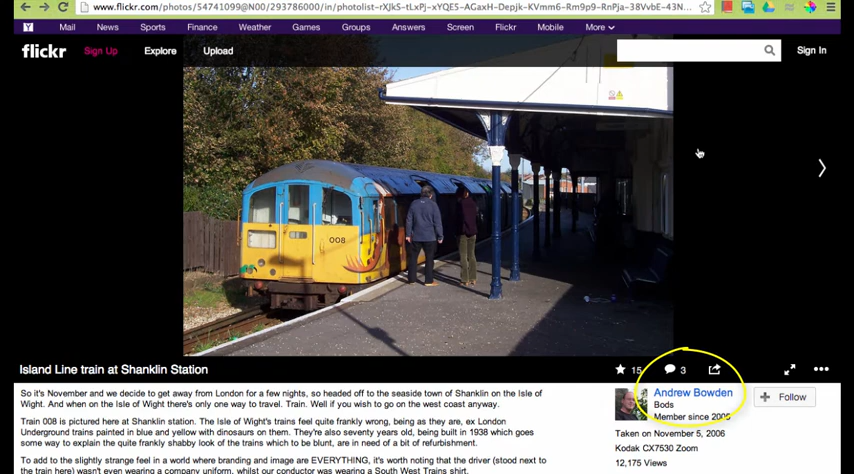 www.flickr.com/photos/54741099@N00/293786000/in/photolist-rXJkS-tLxPj-xYQE5-AGaxH-Depjk-KVmm6-Rm9p9-RnPja-38VvbE-43N...
Y Mail News Sports Finance Weather Games Groups Answers Screen Flickr Mobile More
flickr Sign Up Explore Upload Sign In
008
Island Line train at Shanklin Station
15 3
So it's November and we decide to get away from London for a few nights, so headed off to the seaside town of Shanklin on the Isle of
Wight. And when on the Isle of Wight there's only one way to travel. Train. Well if you wish to go on the west coast anyway.
Train 008 is pictured here at Shanklin station. The Isle of Wight's trains feel quite frankly wrong, being as they are, ex London
Underground trains painted in blue and yellow with dinosaurs on them. They're also seventy years old, being built in 1938 which goes
some way to explain the quite frankly shabby look of the trains which to be blunt, are in need of a bit of refurbishment.
To add to the slightly strange feel in a world where branding and image are EVERYTHING, it's worth noting that the driver (stood next to
the train here) wasn't even wearing a company uniform, whilst our conductor was wearing a South West Trains shirt.
Andrew Bowden
Bods
Member since 2005
Follow
Taken on November 5, 2006
Kodak CX7530 Zoom
12,175 Views